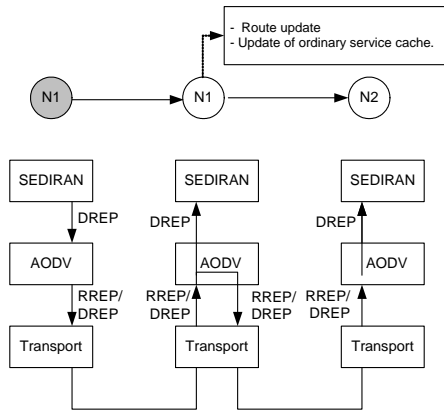 - Route update
- Update of ordinary service cache.
N1
N1
N2
SEDIRAN
SEDIRAN
SEDIRAN
DREP
DREP
DREP
AODV
AODV
AODV
RREP/
DREP
RREP/
DREP
RREP/
DREP
RREP/
DREP
Transport
Transport
Transport